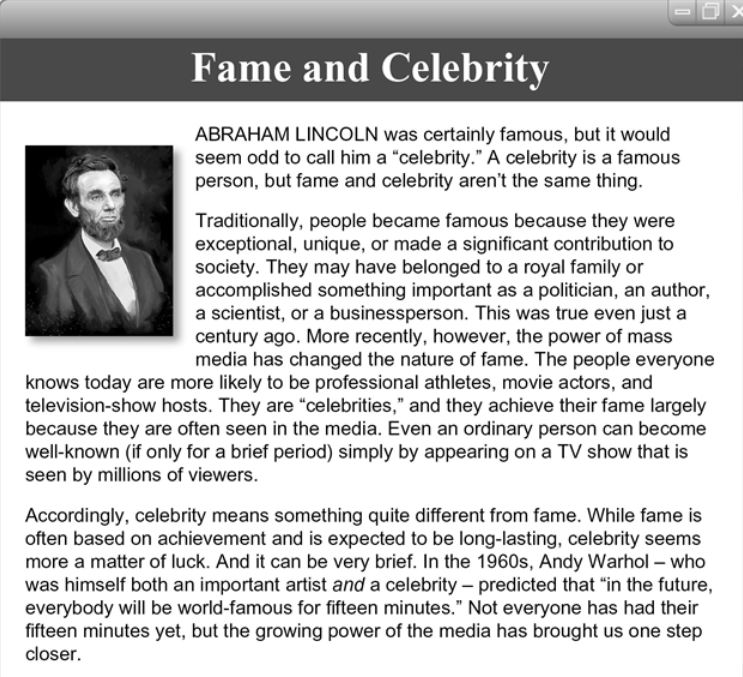 Fame and Celebrity
ABRAHAM LINCOLN was certainly famous, but it would
seem odd to call him a “celebrity.” A celebrity is a famous
person, but fame and celebrity aren’t the same thing.
Traditionally, people became famous because they were
exceptional, unique, or made a significant contribution to
society. They may have belonged to a royal family or
accomplished something important as a politician, an author,
a scientist, or a businessperson. This was true even just a
century ago. More recently, however, the power of mass
media has changed the nature of fame. The people everyone
knows today are more likely to be professional athletes, movie actors, and
television-show hosts. They are “celebrities,” and they achieve their fame largely
because they are often seen in the media. Even an ordinary person can become
well-known (if only for a brief period) simply by appearing on a TV show that is
seen by millions of viewers.
Accordingly, celebrity means something quite different from fame. While fame is
often based on achievement and is expected to be long-lasting, celebrity seems
more a matter of luck. And it can be very brief. In the 1960s, Andy Warhol – who
was himself both an important artist and a celebrity – predicted that “in the future,
everybody will be world-famous for fifteen minutes.” Not everyone has had their
fifteen minutes yet, but the growing power of the media has brought us one step
closer.